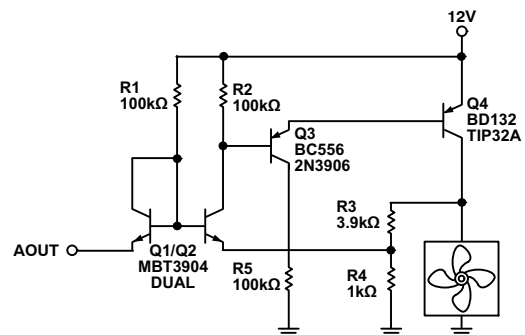 12V
R1
100kΩ
R2
100kΩ
Q3
BC556
2N3906
Q4
BD132
TIP32A
R3
3.9kΩ
AOUT
Q1/Q2
MBT3904
DUAL
R5
100kΩ
R4
1kΩ